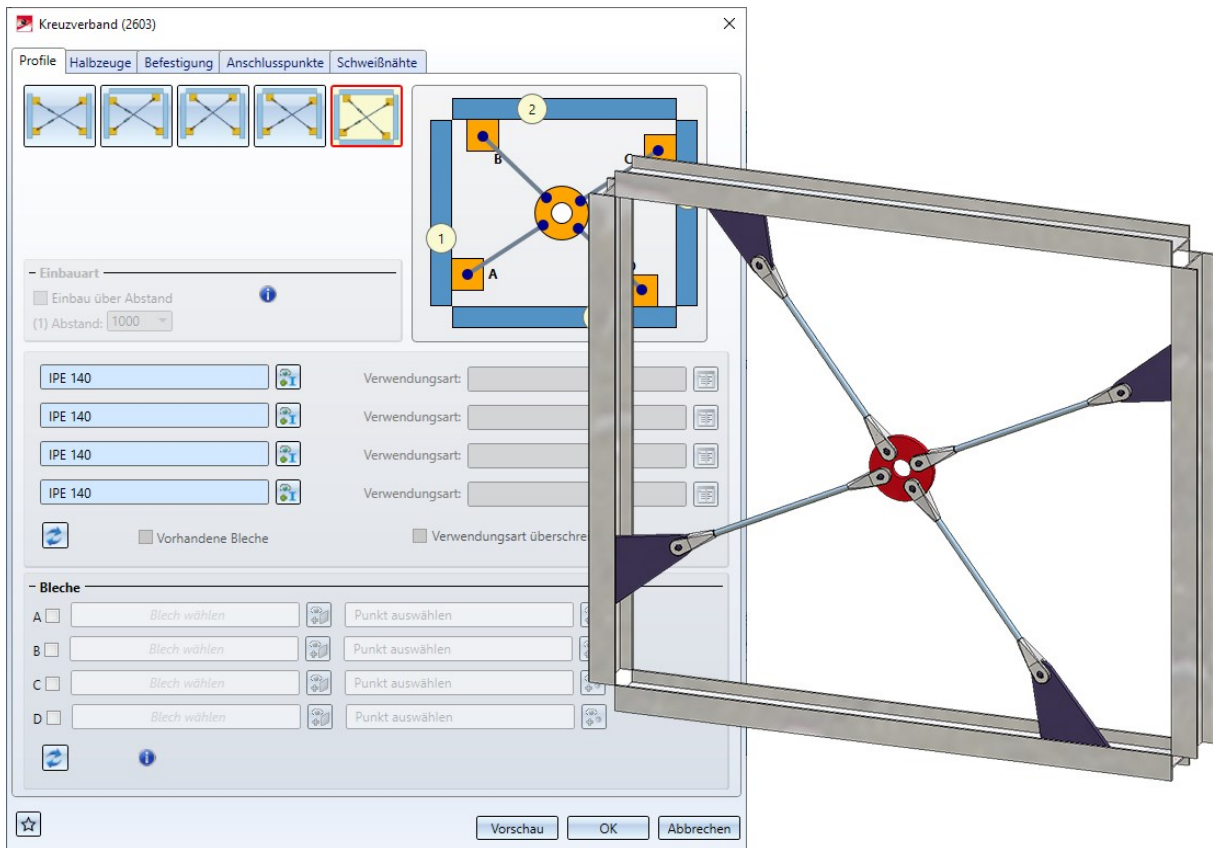 Kreuzverband (2603)
Profile Halbzeuge Befestigung Anschlusspunkte Schweißnähte
2
B
C
1
A
Einbauart
Einbau über Abstand
(1) Abstand: 1000
IPE 140 Verwendungsart:
IPE 140 Verwendungsart:
IPE 140 Verwendungsart:
IPE 140 Verwendungsart:
Vorhandene Bleche
Bleche
A Blech wählen Punkt auswählen
B Blech wählen Punkt auswählen
C Blech wählen Punkt auswählen
D Blech wählen Punkt auswählen
Vorschau OK Abbrechen